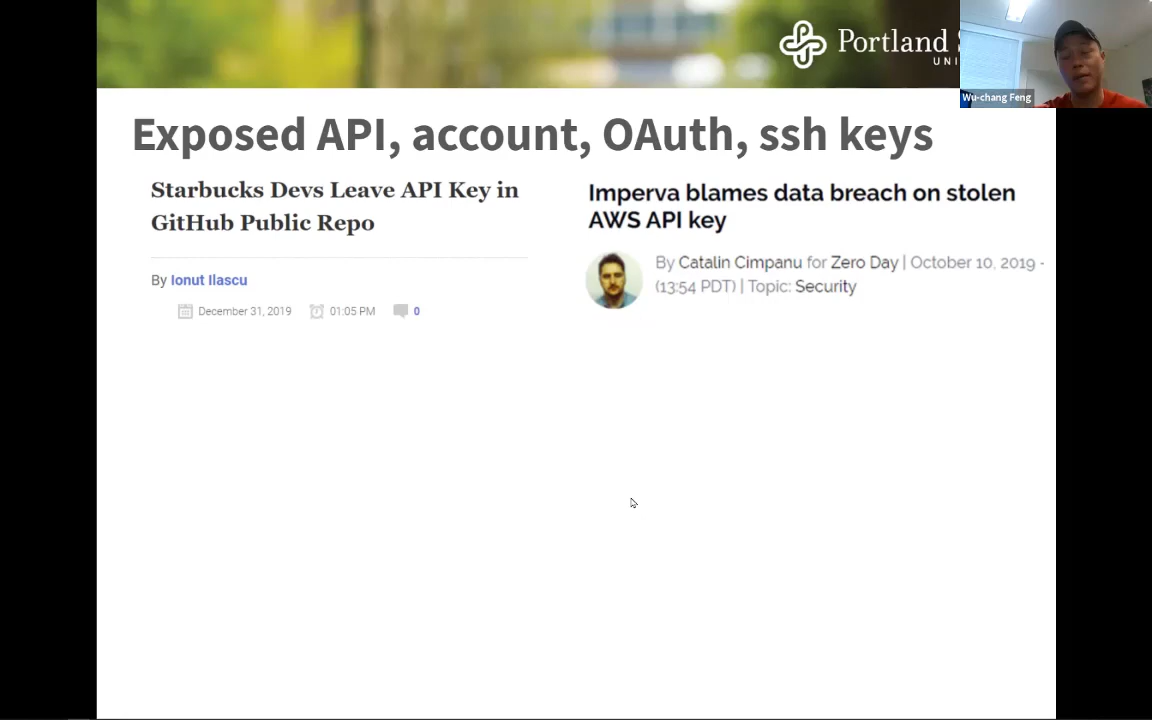 Portland
UNI
Wu-chang Feng
Exposed API, account, OAuth, ssh keys
Starbucks Devs Leave API Key in
GitHub Public Repo
By Ionut Ilascu
December 31, 2019 01:05 PM 0
Imperva blames data breach on stolen
AWS API key
By Catalin Cimpanu for Zero Day | October 10, 2019 -
(13:54 PDT) | Topic: Security